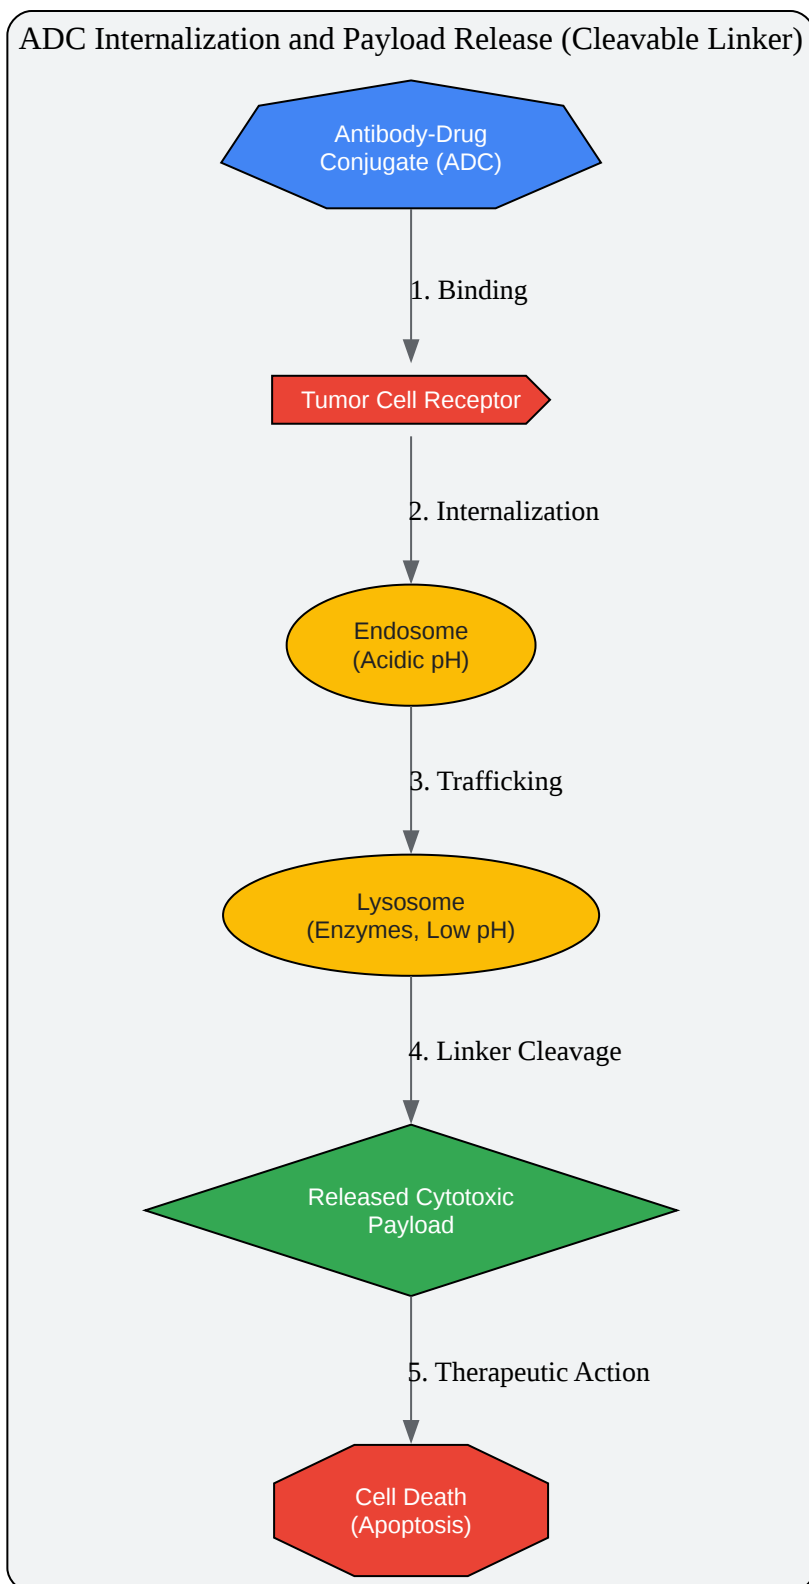 ADC Internalization and Payload Release (Cleavable Linker)
Antibody-Drug
Conjugate (ADC)
1. Binding
Tumor Cell Receptor
2. Internalization
Endosome
(Acidic pH)
3. Trafficking
Lysosome
(Enzymes, Low pH)
4. Linker Cleavage
Released Cytotoxic
Payload
5. Therapeutic Action
Cell Death
(Apoptosis)